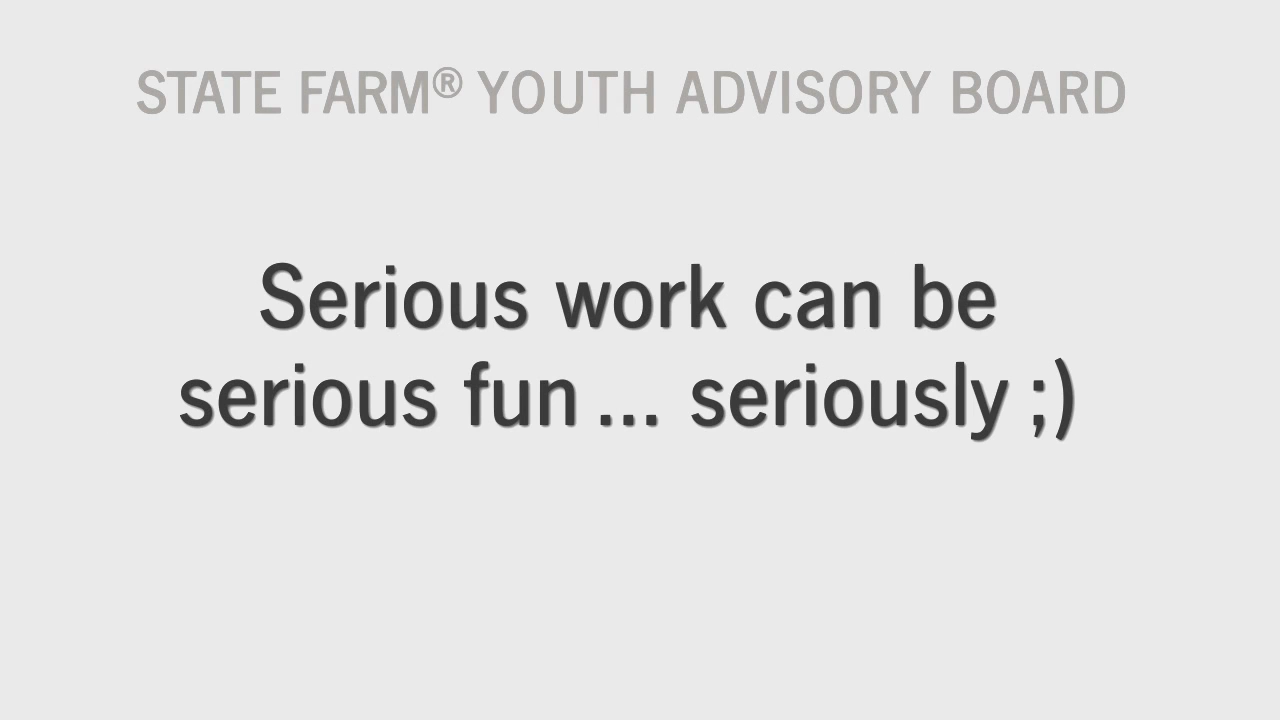 STATE FARM® YOUTH ADVISORY BOARD
Serious work can be
serious fun ... seriously ;)